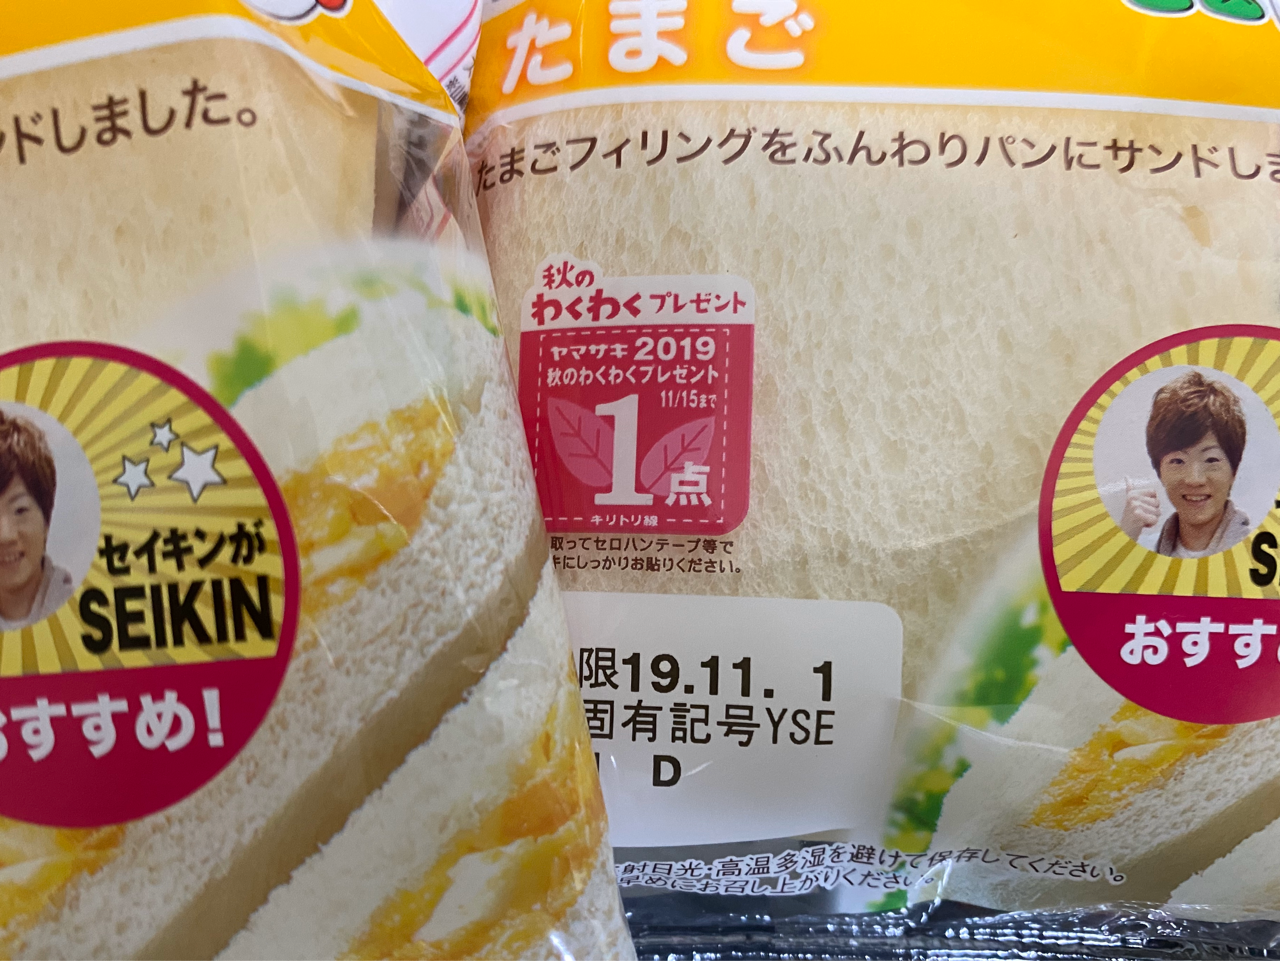 ンドしました。
セイキンが
SEIKIN
おすすめ!
たまご
たまごフィリングをふんわりパンにサンドしま
秋の
わくわくプレゼント
ヤマザキ2019
秋のわくわくプレゼント
11/15まで
1点
キリトリ線
取ってセロハンテープ等で
キにしっかりお貼りください。
限19.11. 1
固有記号YSE
D
射日光・高温多湿を避けて保存してください。
早めにお召し上がりください。
おすす